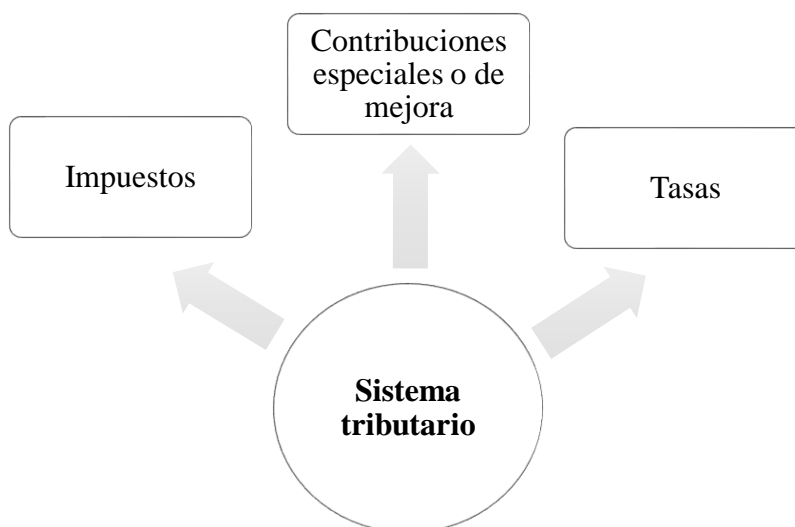 Contribuciones
especiales o de
mejora
Impuestos
Tasas
Sistema
tributario